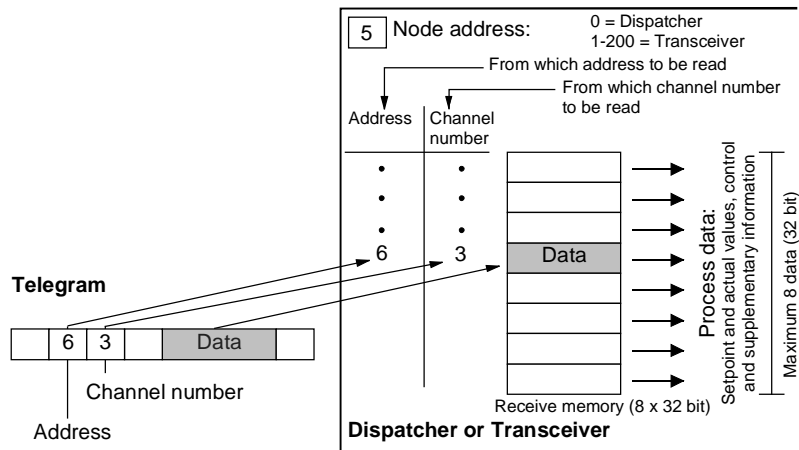 5 Node address: 0 = Dispatcher
1-200 = Transceiver
From which address to be read
From which channel number
to be read
Address Channel
number
6 3 Data
Process data:
Setpoint and actual values, control
and supplementary information
Maximum 8 data (32 bit)
Telegram
6 3 Data
Channel number
Address
Receive memory (8 x 32 bit)
Dispatcher or Transceiver